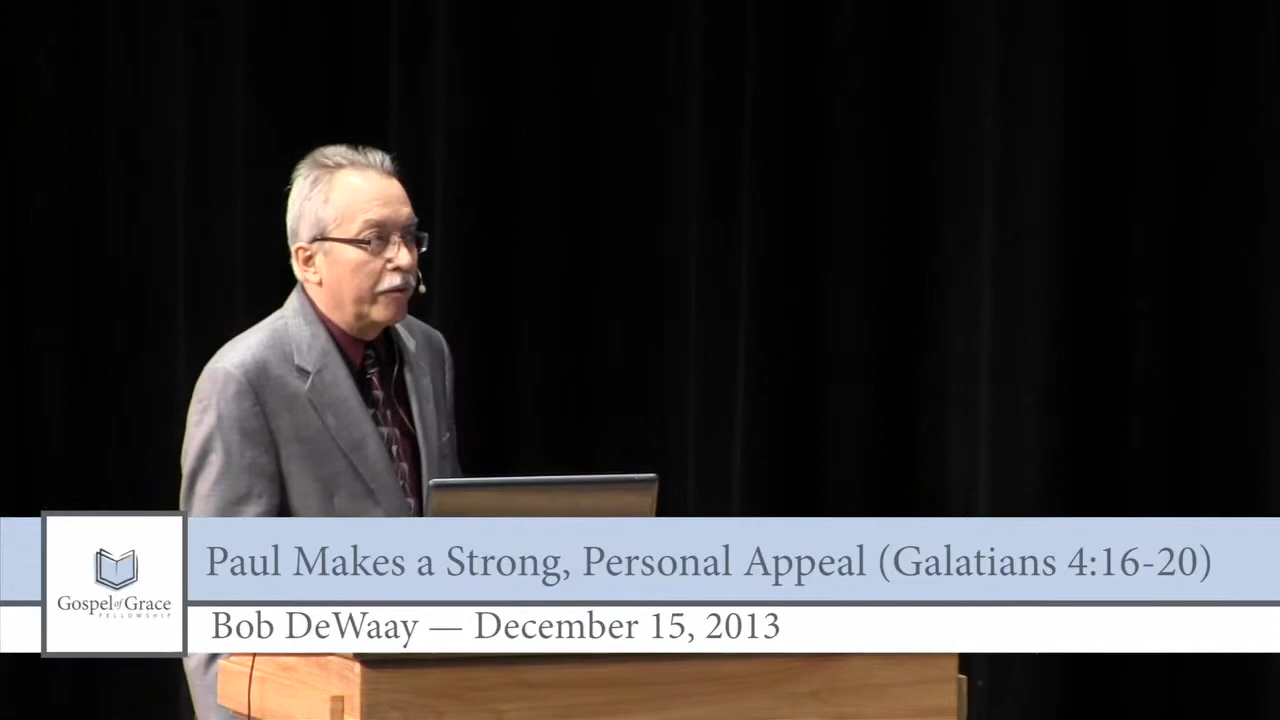 Paul Makes a Strong, Personal Appeal (Galatians 4:16-20)
Gospel of Grace
FELLOWSHIP
Bob DeWaay — December 15, 2013